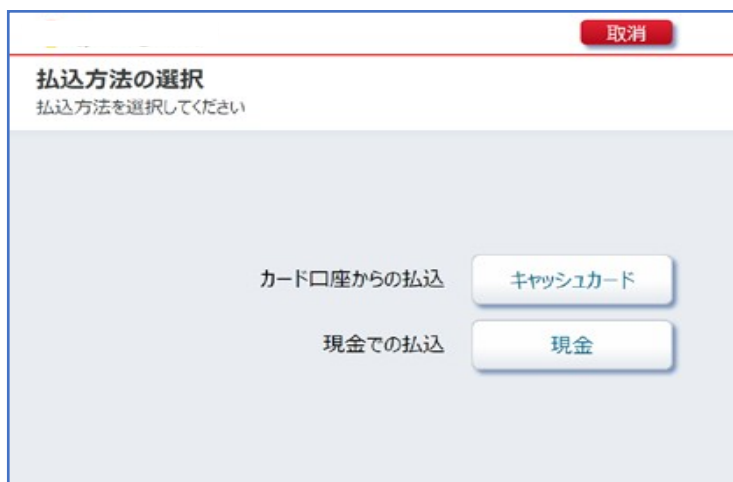 取消
払込方法の選択
払込方法を選択してください
カード口座からの払込 キャッシュカード
現金での払込 現金